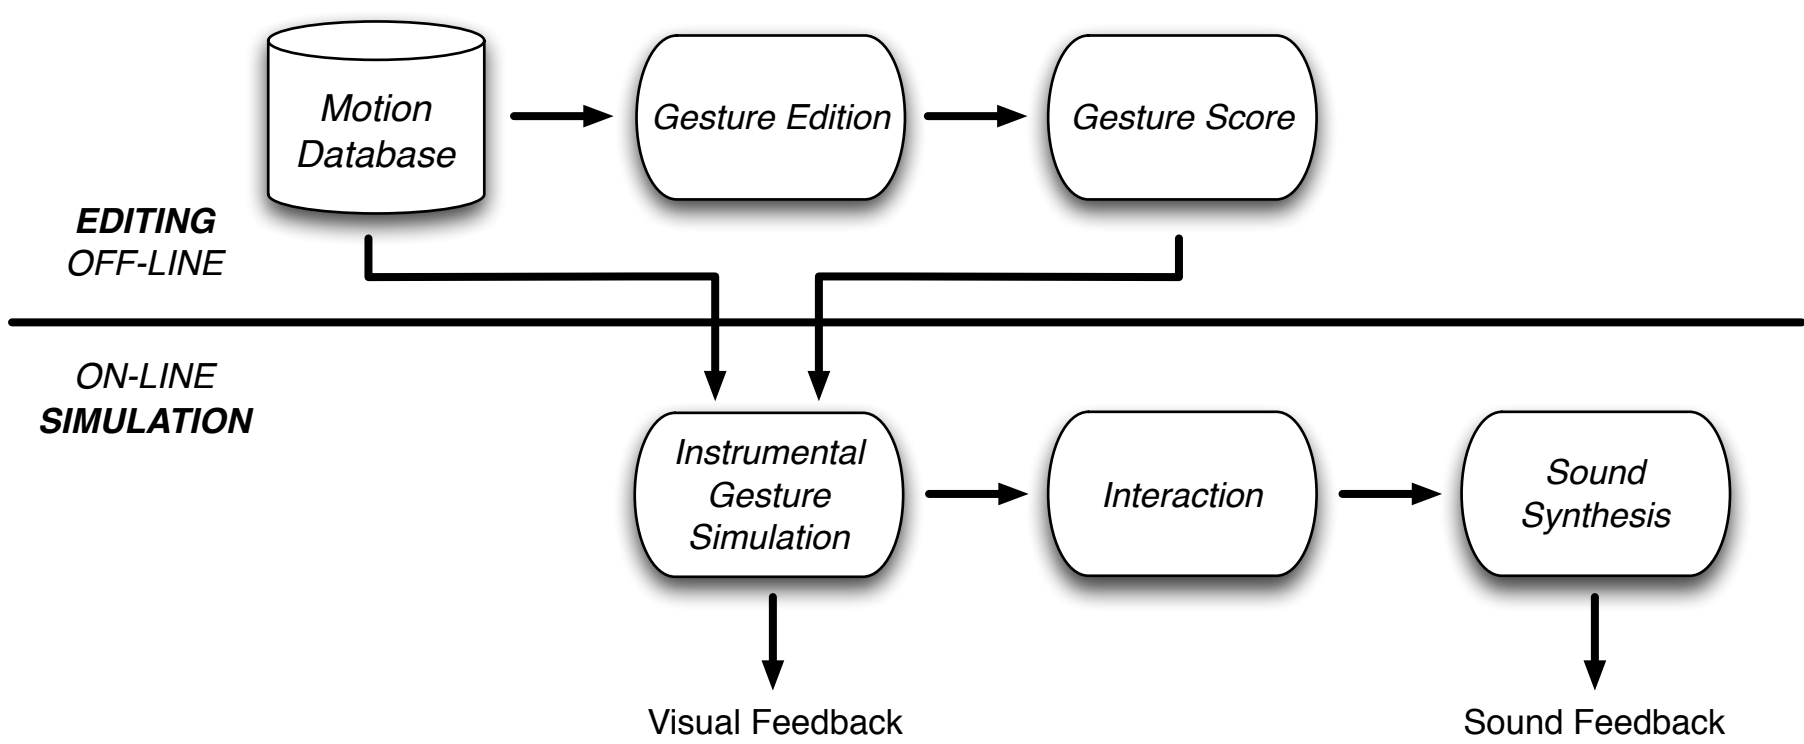 Motion
Database
Gesture Edition
Gesture Score
EDITING
OFF-LINE
ON-LINE
SIMULATION
Instrumental
Gesture
Simulation
Interaction
Sound
Synthesis
Visual Feedback
Sound Feedback